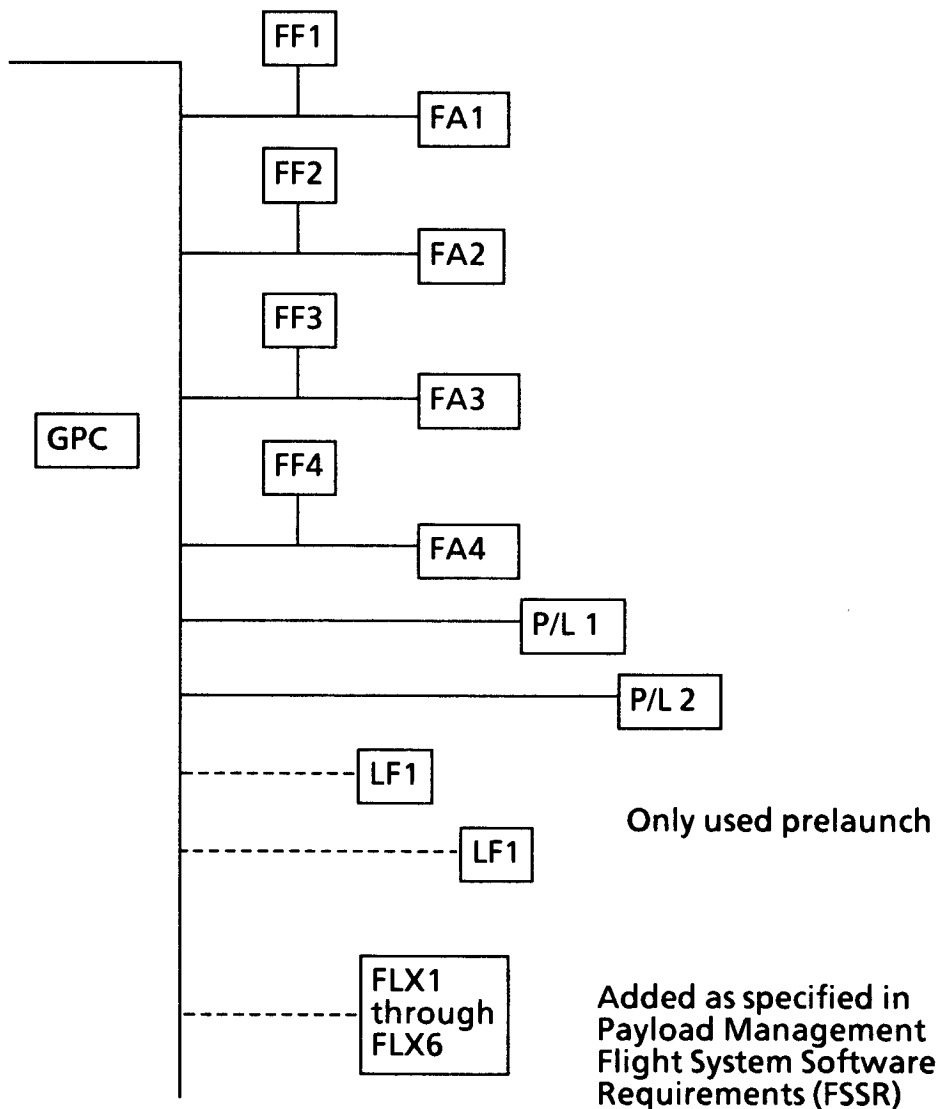 FF1
FA1
FF2
FA2
FF3
FA3
GPC
FF4
FA4
P/L 1
P/L 2
LF1
Only used prelaunch
LF1
FLX1
through
FLX6
Added as specified in
Payload Management
Flight System Software
Requirements (FSSR)